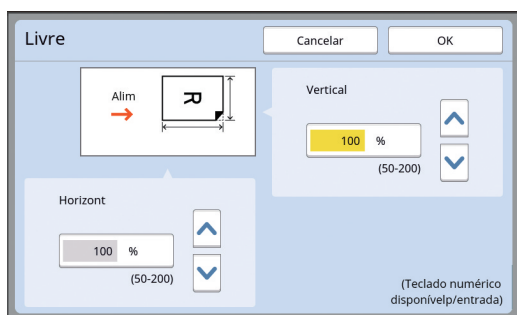 Livre
Cancelar
OK
Alim
R
Vertical
100 %
(50-200)
Horizont
100 %
(50-200)
(Teclado numérico
disponívelp/entrada)